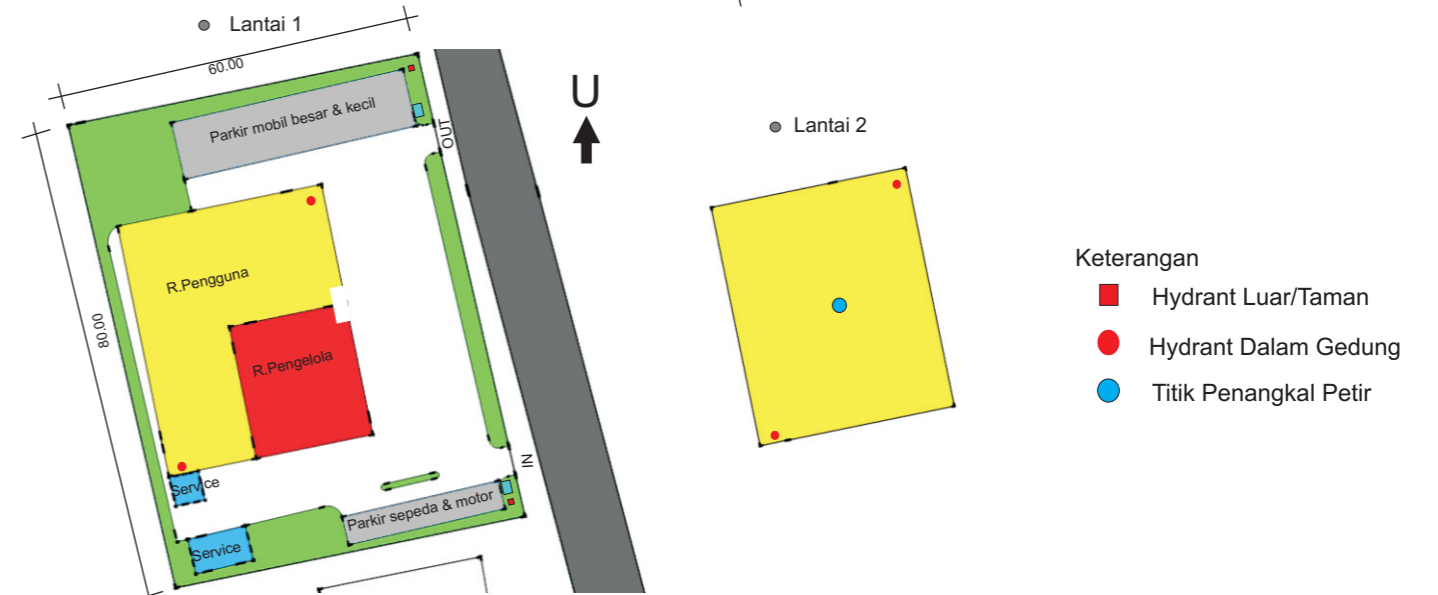 Lantai 1
60.00
Parkir mobil besar & kecil
OUT
U
Lantai 2
R.Pengguna
80.00
R.Pengelola
IN
Service
Parkir sepeda & motor
Service
Keterangan
Hydrant Luar/Taman
Hydrant Dalam Gedung
Titik Penangkal Petir